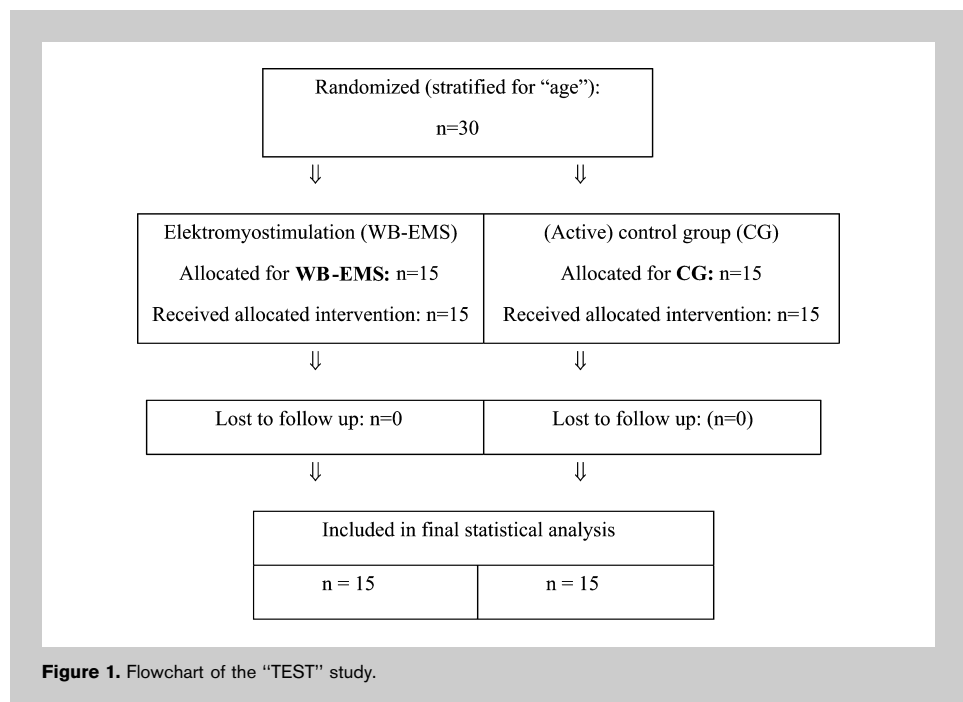 Randomized (stratified for “age”):
n=30
⇓ ⇓
Elektromyostimulation (WB-EMS)
Allocated for WB-EMS: n=15
Received allocated intervention: n=15
(Active) control group (CG)
Allocated for CG: n=15
Received allocated intervention: n=15
⇓ ⇓
Lost to follow up: n=0
Lost to follow up: (n=0)
⇓ ⇓
Included in final statistical analysis
n = 15
n = 15
Figure 1. Flowchart of the ‘‘TEST’’ study.